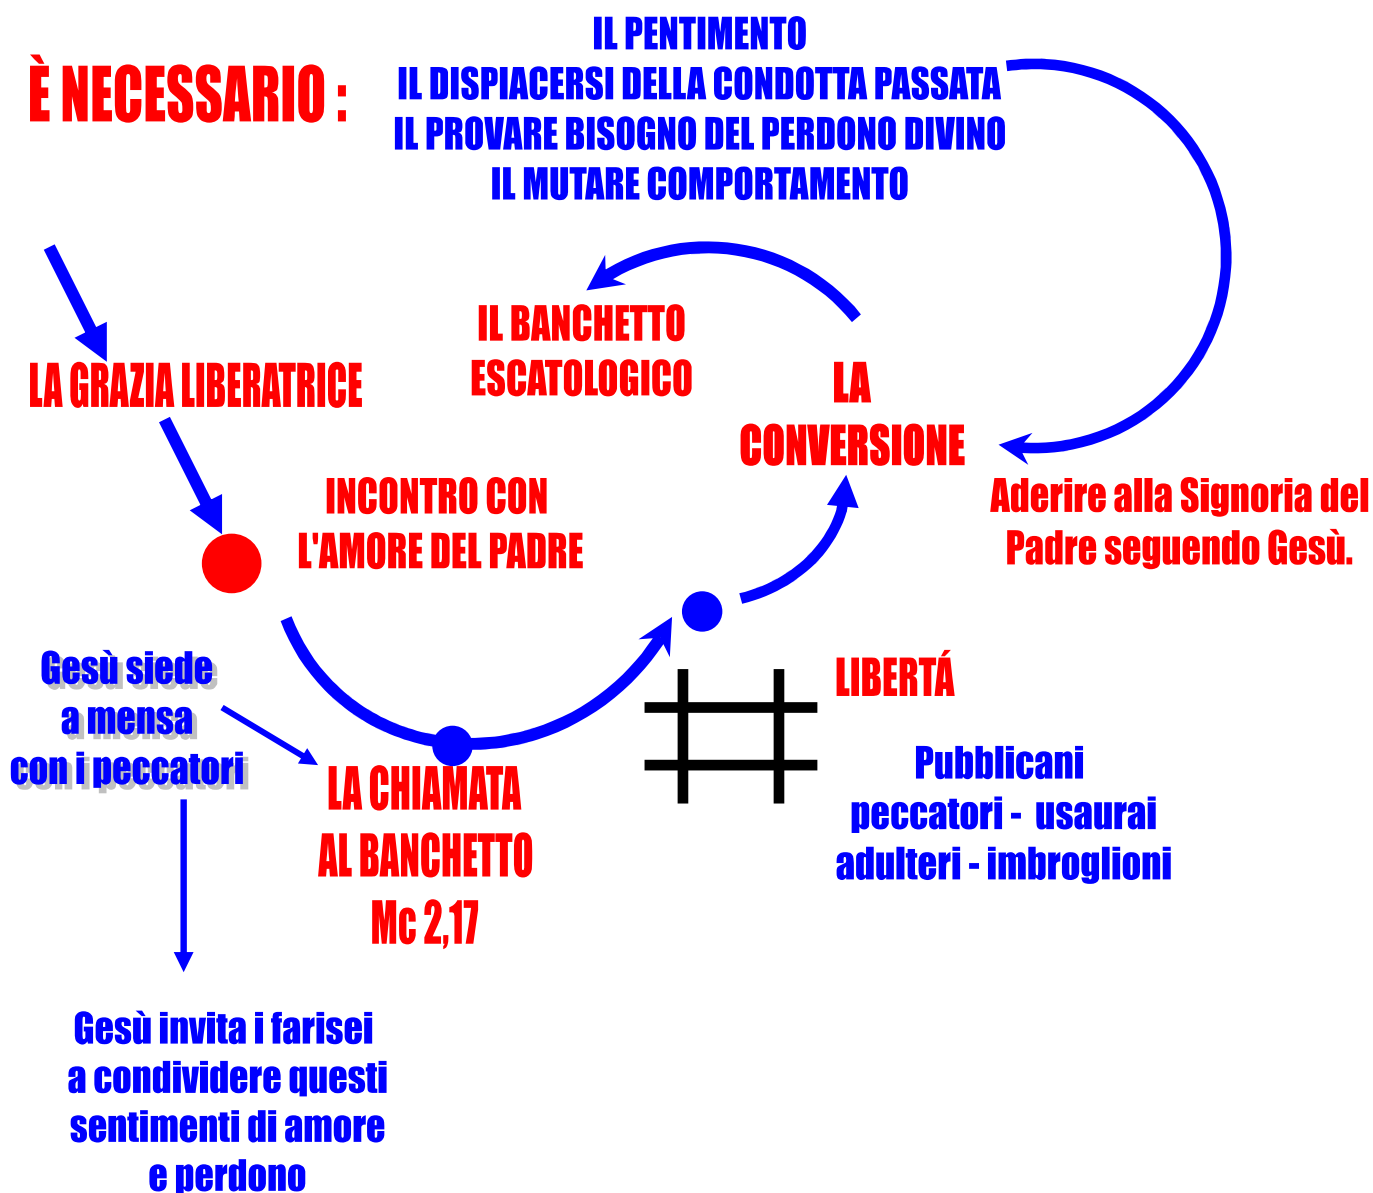 È NECESSARIO :
IL PENTIMENTO
IL DISPIACERSI DELLA CONDOTTA PASSATA
IL PROVARE BISOGNO DEL PERDONO DIVINO
IL MUTARE COMPORTAMENTO
IL BANCHETTO
ESCATOLOGICO
LA GRAZIA LIBERATRICE
LA
CONVERSIONE
INCONTRO CON
L'AMORE DEL PADRE
Aderire alla Signoria del
Padre seguendo Gesù.
Gesù siede
a mensa
con i peccatori
LIBERTÁ
LA CHIAMATA
AL BANCHETTO
Mc 2,17
Pubblicani
peccatori - usaurai
adulteri - imbroglioni
Gesù invita i farisei
a condividere questi
sentimenti di amore
e perdono